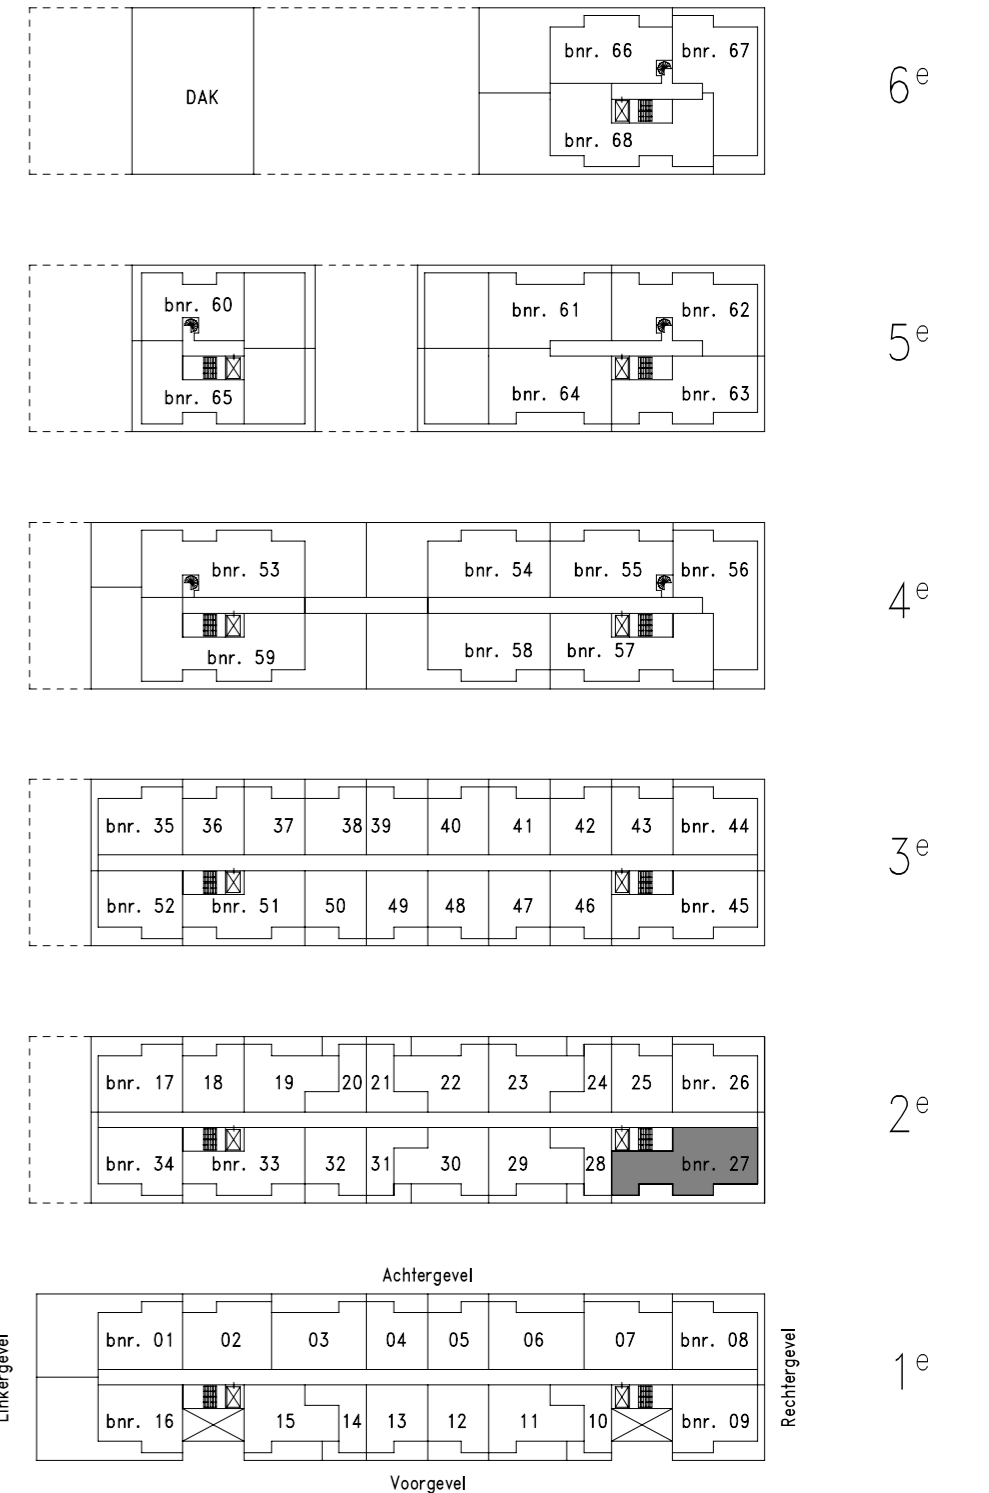 bnr. 66 bnr. 67
DAK
6e
bnr. 68
bnr. 60 bnr. 61 bnr. 62
5e
bnr. 65 bnr. 64 bnr. 63
bnr. 53 bnr. 54 bnr. 55 bnr. 56
4e
bnr. 59 bnr. 58 bnr. 57
bnr. 35 36 37 38 39 40 41 42 43 bnr. 44
3e
bnr. 52 bnr. 51 50 49 48 47 46 bnr. 45
bnr. 17 18 19 20 21 22 23 24 25 bnr. 26
2e
bnr. 34 bnr. 33 32 31 30 29 28 bnr. 27
Achtergevel
bnr. 01 02 03 04 05 06 07 bnr. 08
Linkergevel
Rechtergevel
1e
bnr. 16 15 14 13 12 11 10 bnr. 09
Voorgevel